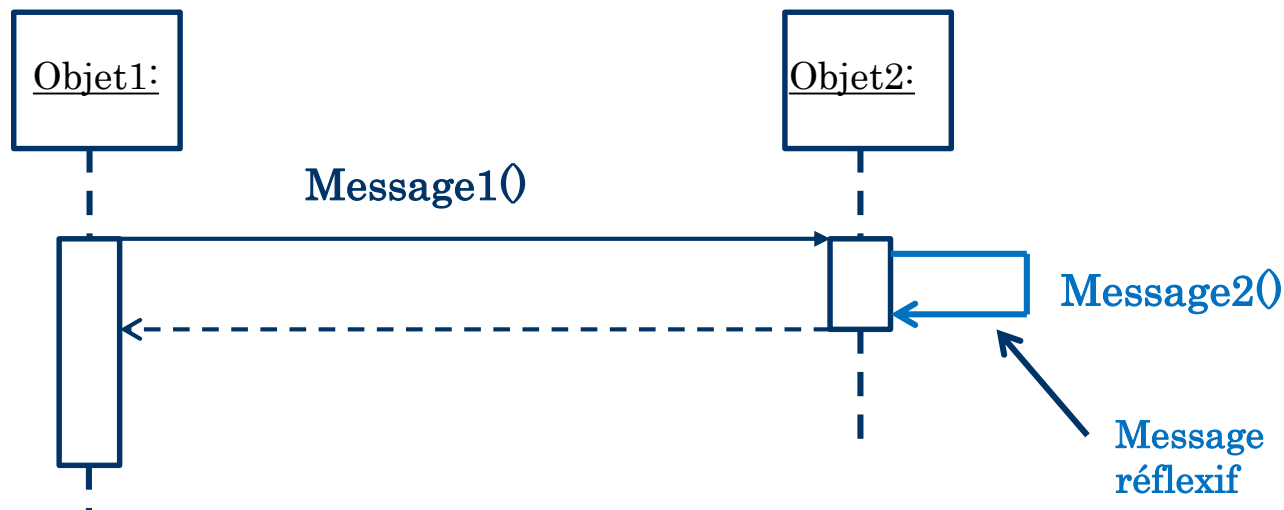 Objet1:
Objet2:
Message1()
Message2()
Message
réflexif